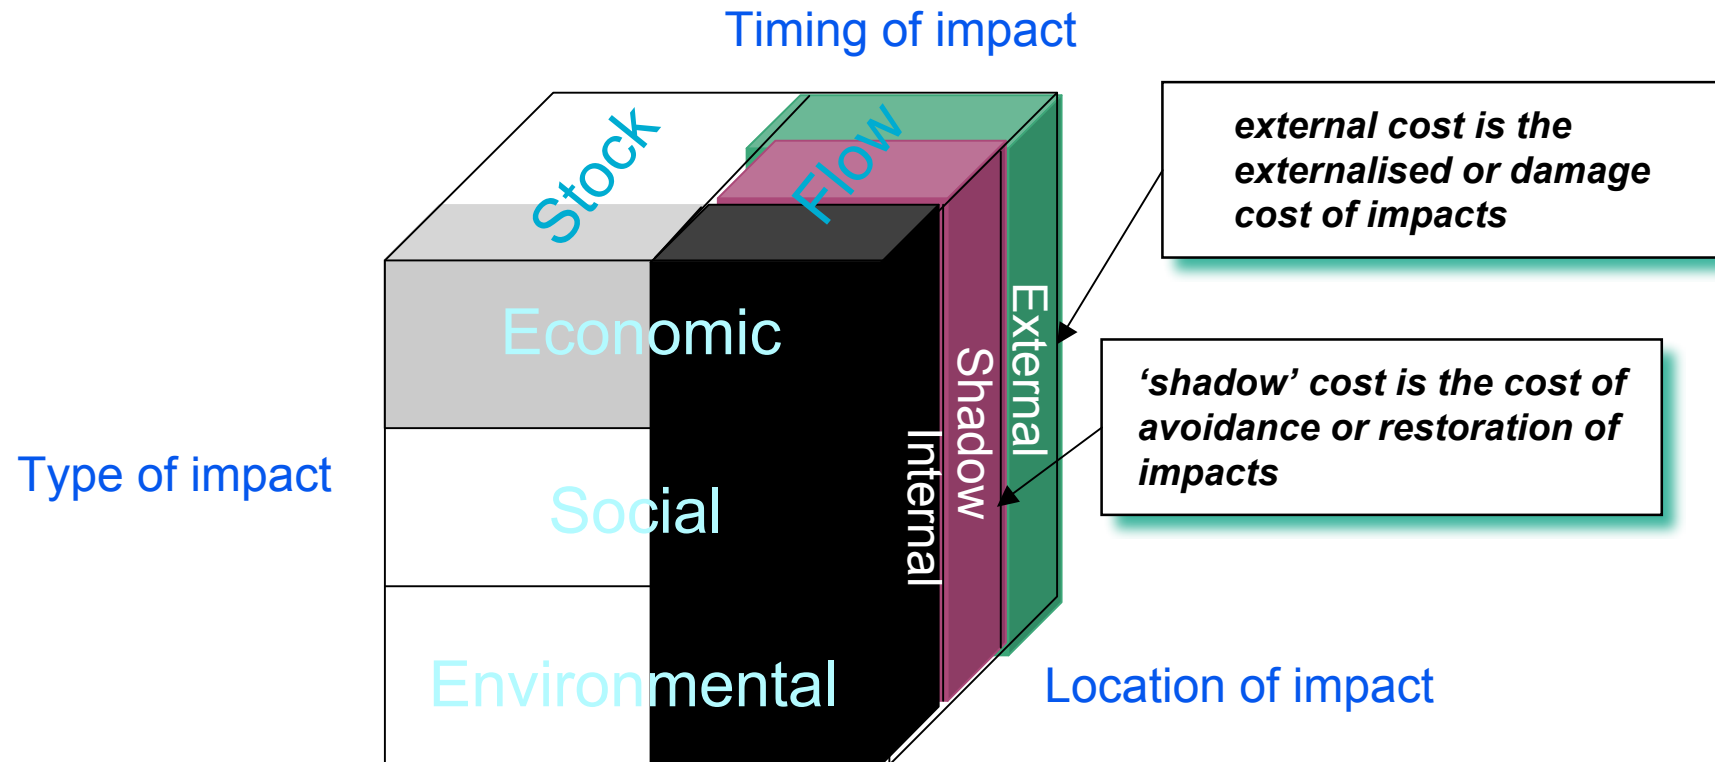 Timing of impact
Stock
Flow
external cost is the
externalised or damage
cost of impacts
Economic
External
Shadow
Internal
‘shadow’ cost is the cost of
avoidance or restoration of
impacts
Type of impact
Social
Environmental
Location of impact